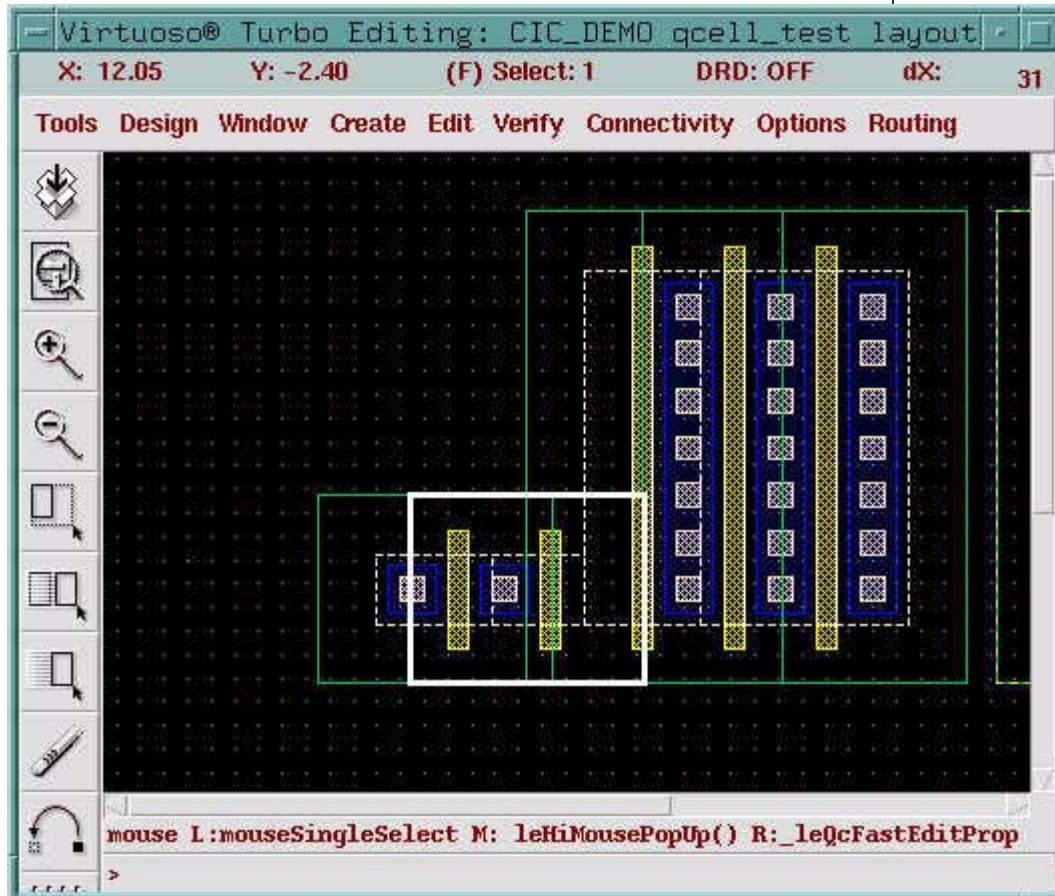 Virtuoso® Turbo Editing: CIC_DEMO qcell_test layout
X: 12.05 Y: -2.40 (F) Select: 1 DRD: OFF dX: 31
Tools Design Window Create Edit Verify Connectivity Options Routing
mouse L:mouseSingleSelect M: leHiMousePopUp() R:_leQcFastEditProp
>